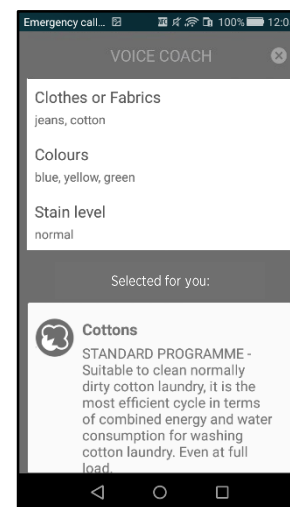 Emergency call... 100% 12:0
VOICE COACH
Clothes or Fabrics
jeans, cotton
Colours
blue, yellow, green
Stain level
normal
Selected for you:
Cottons
STANDARD PROGRAMME -
Suitable to clean normally
dirty cotton laundry, it is the
most efficient cycle in terms
of combined energy and water
consumption for washing
cotton laundry. Even at full
load.